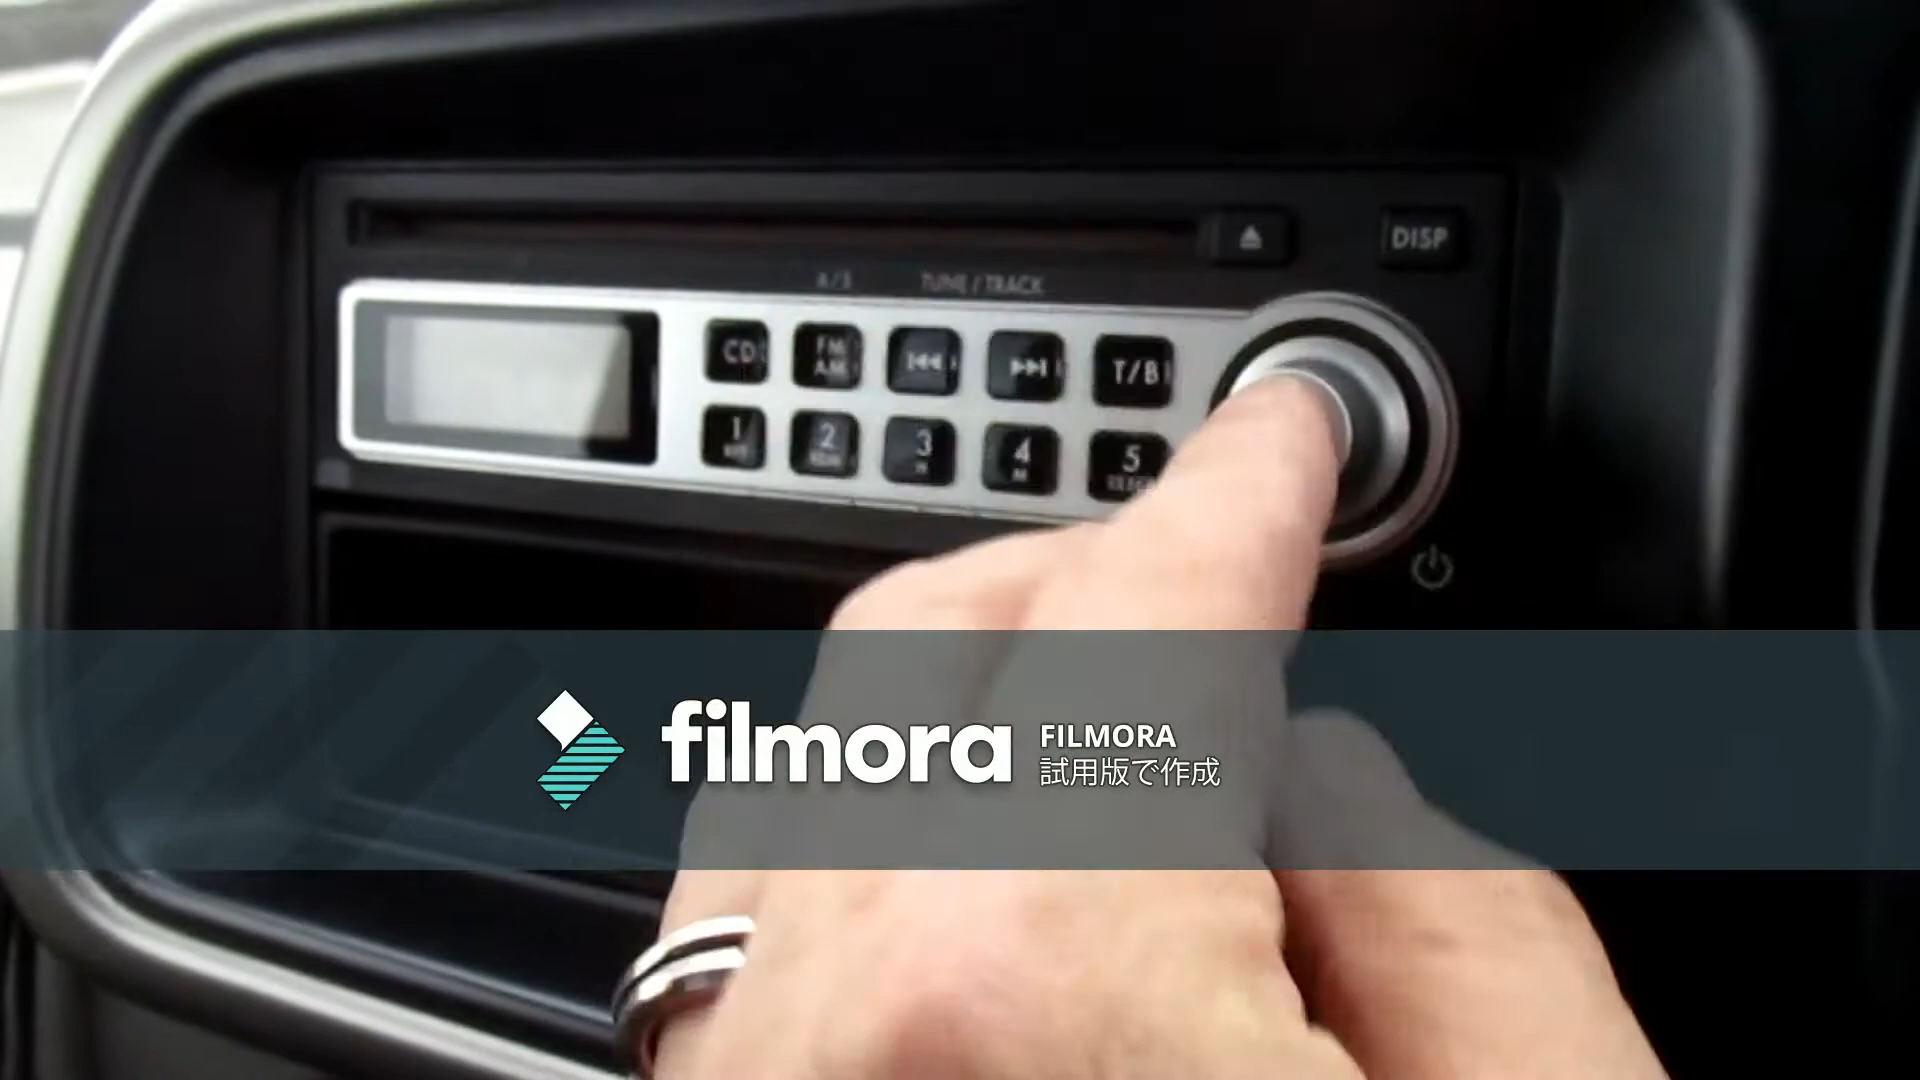 DISP
TUNE / TRACK
CD
FM
AM
T/B
1
2
3
4
5
filmora
FILMORA
試用版で作成